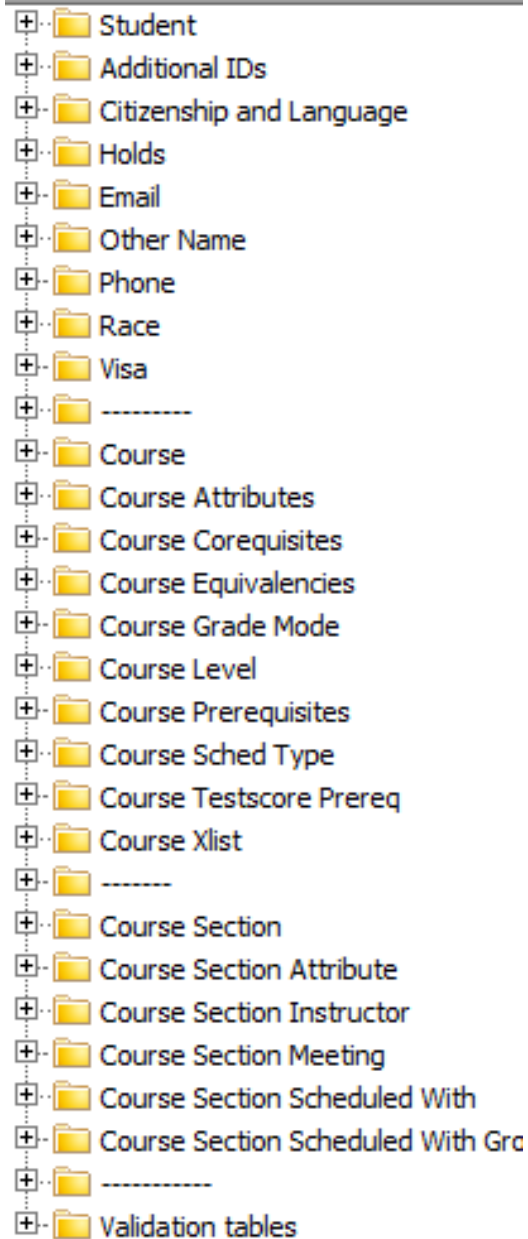 Student
Additional IDs
Citizenship and Language
Holds
Email
Other Name
Phone
Race
Visa
---------
Course
Course Attributes
Course Corequisites
Course Equivalencies
Course Grade Mode
Course Level
Course Prerequisites
Course Sched Type
Course Testscore Prereq
Course Xlist
-------
Course Section
Course Section Attribute
Course Section Instructor
Course Section Meeting
Course Section Scheduled With
Course Section Scheduled With Gro
-----------
Validation tables